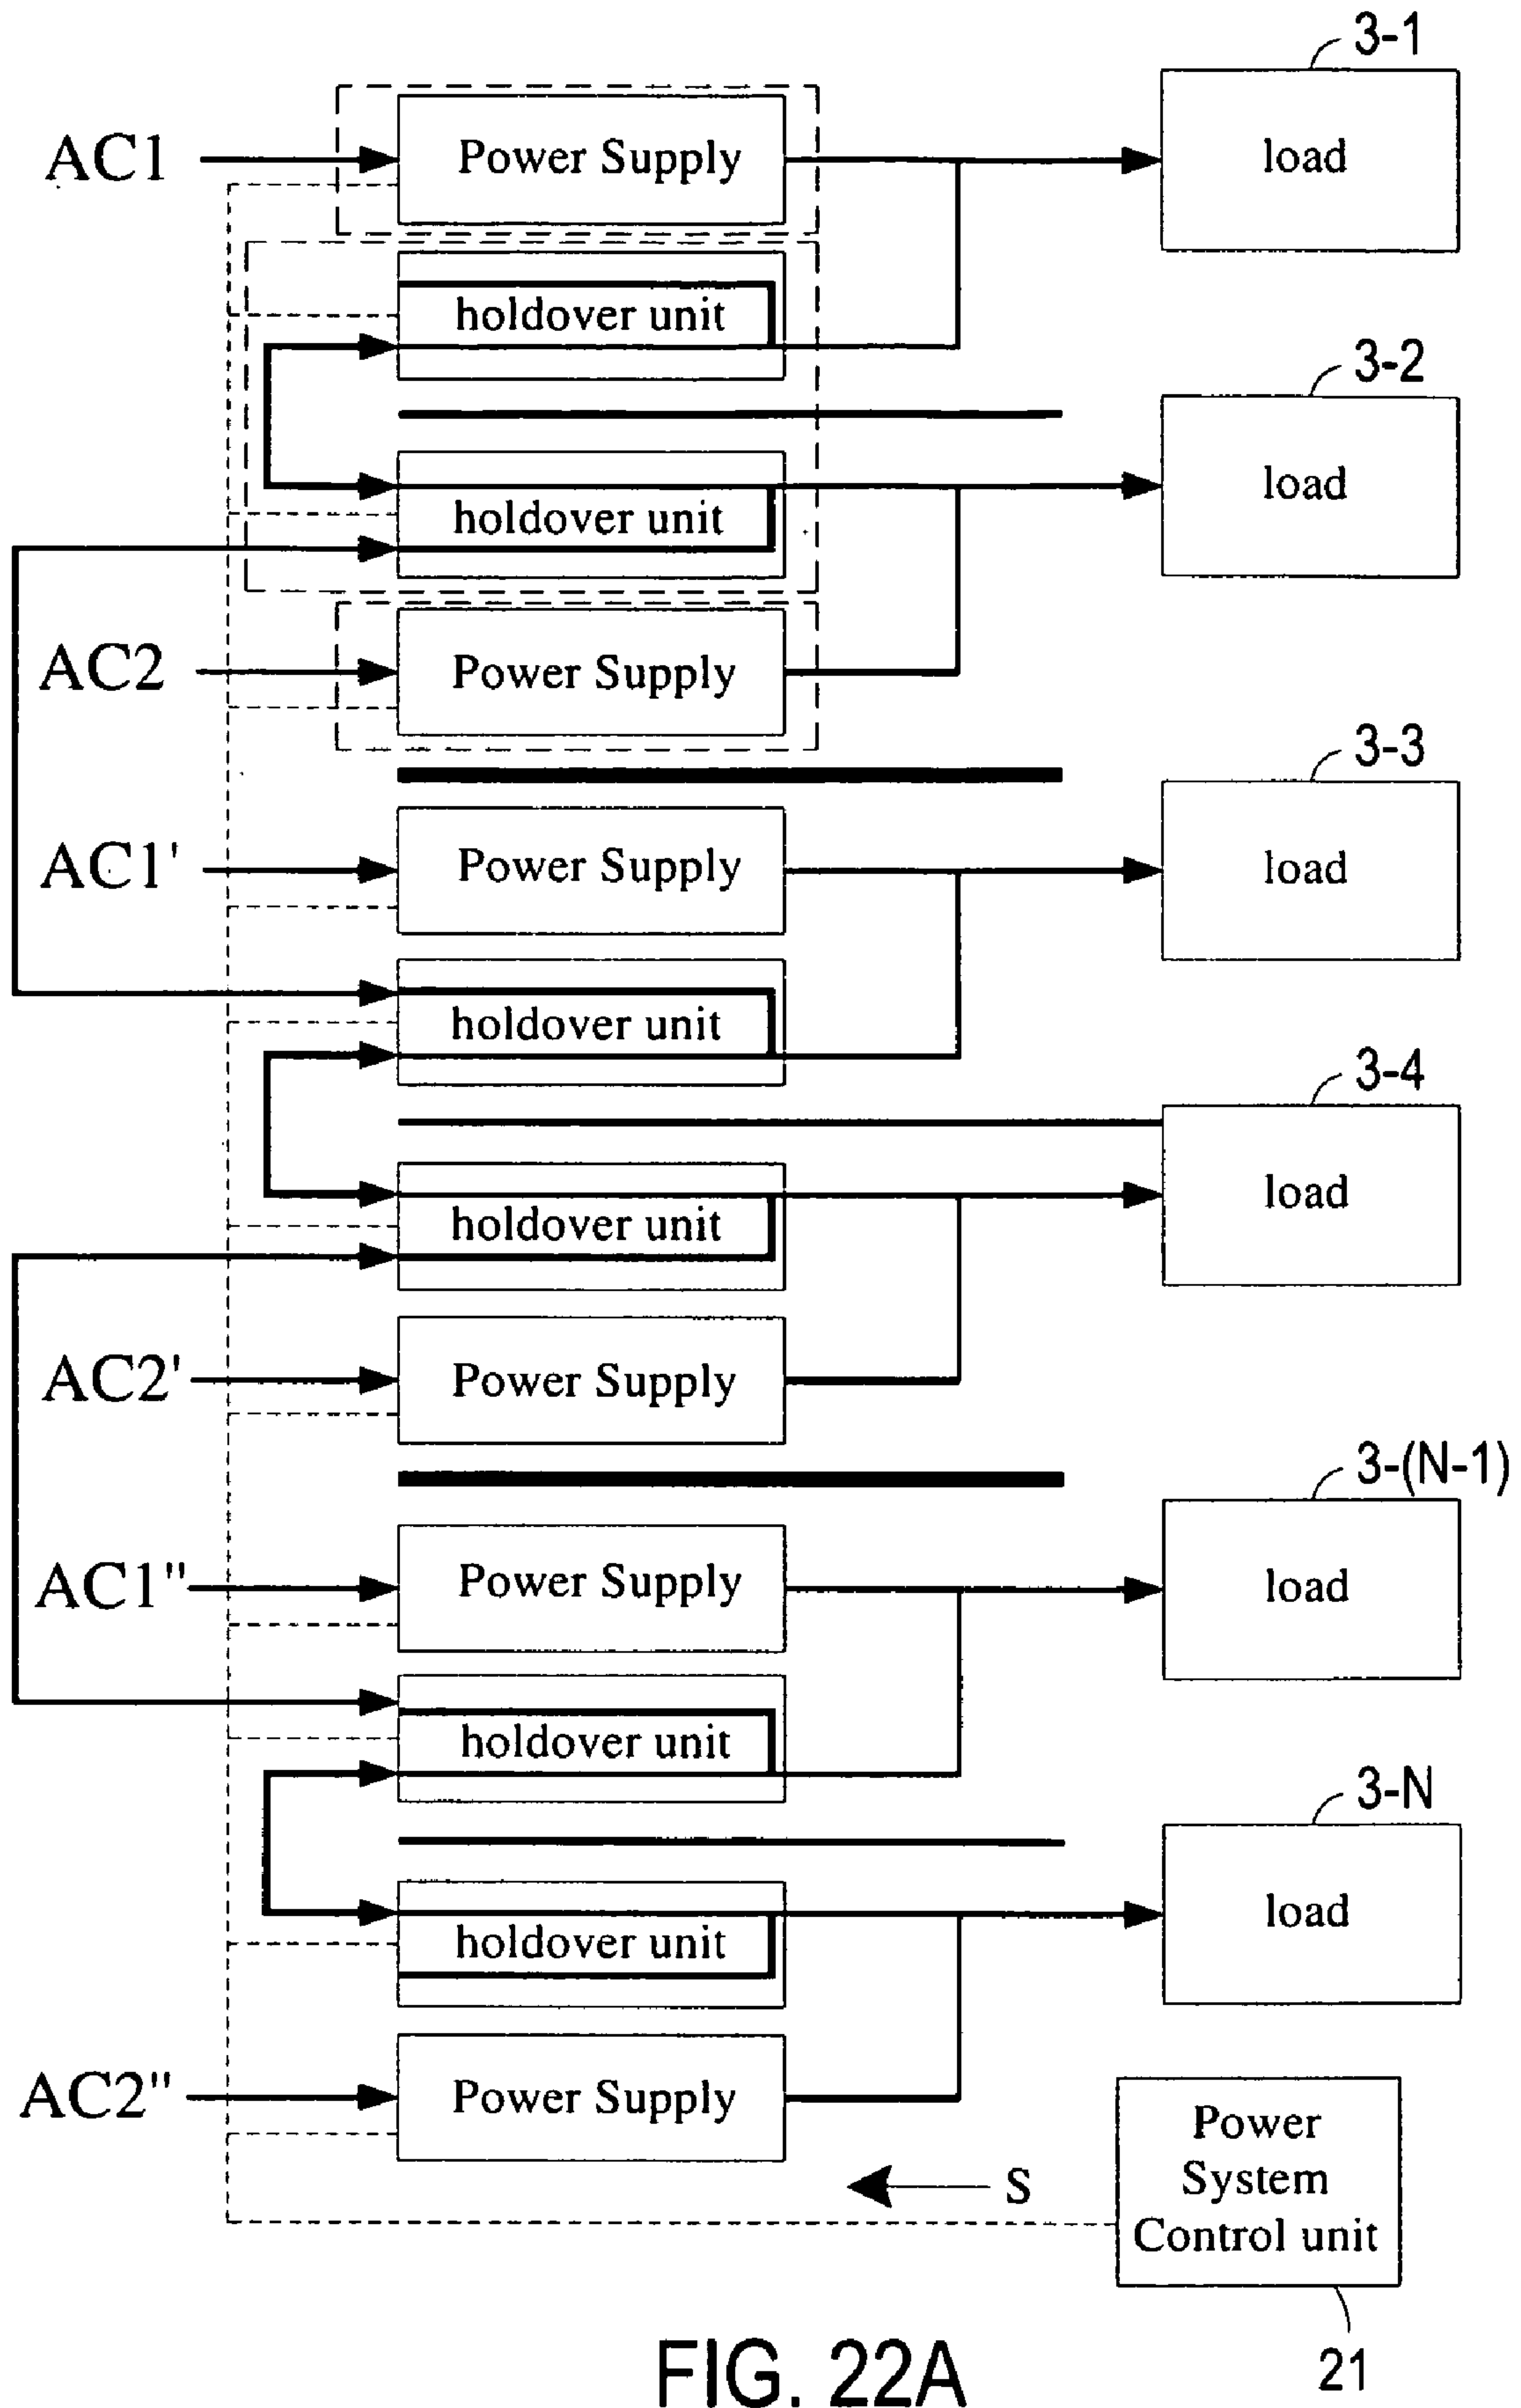 3-1
AC1
Power Supply
load
holdover unit
3-2
load
holdover unit
AC2
Power Supply
3-3
AC1'
Power Supply
load
holdover unit
3-4
load
holdover unit
AC2'
Power Supply
3-(N-1)
AC1"
Power Supply
load
holdover unit
3-N
load
holdover unit
AC2"
Power Supply
Power
System
Control unit
S
21
FIG. 22A